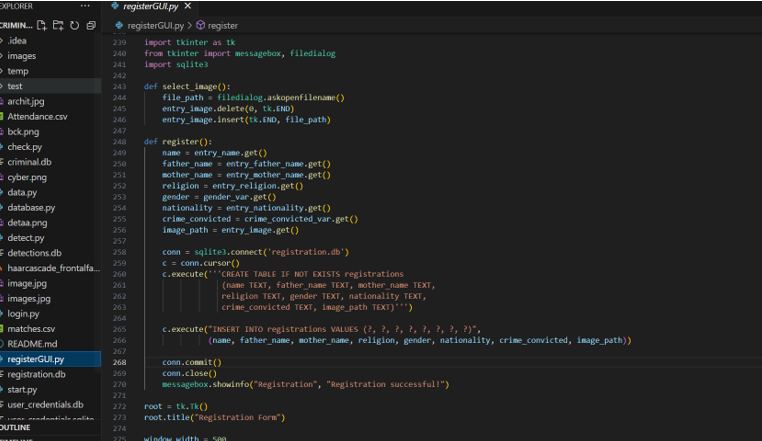 EXPLORER
···
registerGUI.py ×
CRIMIN...
registerGUI.py > register
.idea
images
temp
test
archit.jpg
Attendance.csv
bck.png
check.py
criminal.db
cyber.png
data.py
database.py
detaa.png
detect.py
detections.db
haarcascade_frontalfa...
image.jpg
images.jpg
login.py
matches.csv
README.md
registerGUI.py
registration.db
start.py
user_credentials.db
user_credentials.sqlite
OUTLINE
239 import tkinter as tk
240 from tkinter import messagebox, filedialog
241 import sqlite3
242
243 def select_image():
244 file_path = filedialog.askopenfilename()
245 entry_image.delete(0, tk.END)
246 entry_image.insert(tk.END, file_path)
247
248 def register():
249 name = entry_name.get()
250 father_name = entry_father_name.get()
251 mother_name = entry_mother_name.get()
252 religion = entry_religion.get()
253 gender = gender_var.get()
254 nationality = entry_nationality.get()
255 crime_convicted = crime_convicted_var.get()
256 image_path = entry_image.get()
257
258 conn = sqlite3.connect('registration.db')
259 c = conn.cursor()
260 c.execute('''CREATE TABLE IF NOT EXISTS registrations
261 (name TEXT, father_name TEXT, mother_name TEXT,
262 religion TEXT, gender TEXT, nationality TEXT,
263 crime_convicted TEXT, image_path TEXT)''')
264
265 c.execute("INSERT INTO registrations VALUES (?, ?, ?, ?, ?, ?, ?, ?)",
266 (name, father_name, mother_name, religion, gender, nationality, crime_convicted, image_path))
267
268 conn.commit()
269 conn.close()
270 messagebox.showinfo("Registration", "Registration successful!")
271
272 root = tk.Tk()
273 root.title("Registration Form")
274
275 window_width = 500